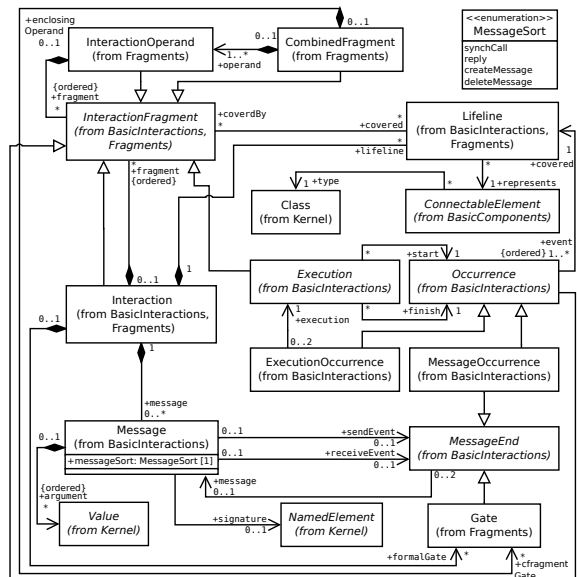 +enclosing
Operand
0..1
InteractionOperand
(from Fragments)
0..1
1..*
+operand
0..1
CombinedFragment
(from Fragments)
<<enumeration>>
MessageSort
synchCall
reply
createMessage
deleteMessage
{ordered}
+fragment
*
InteractionFragment
(from BasicInteractions,
Fragments)
+coverdBy
*
*
+covered
*
+lifeline
Lifeline
(from BasicInteractions,
Fragments)
1
+covered
*
+fragment
{ordered}
Class
(from Kernel)
1
+type
*
*
1
+represents
ConnectableElement
(from BasicComponents)
0..1
1
Execution
(from BasicInteractions)
*
+start
1
*
+finish
1
{ordered}
+event
1..*
Occurrence
(from BasicInteractions)
0..1
Interaction
(from BasicInteractions,
Fragments)
1
1
+execution
0..2
ExecutionOccurrence
(from BasicInteractions)
MessageOccurrence
(from BasicInteractions)
+message
0..*
0..1
Message
(from BasicInteractions)
+messageSort: MessageSort [1]
0..1
+sendEvent
0..1
0..1
+receiveEvent
0..1
MessageEnd
(from BasicInteractions)
+message
0..1
0..2
{ordered}
+argument
*
Value
(from Kernel)
+signature
0..1
NamedElement
(from Kernel)
Gate
(from Fragments)
+formalGate
*
*
+cfragment
Gate